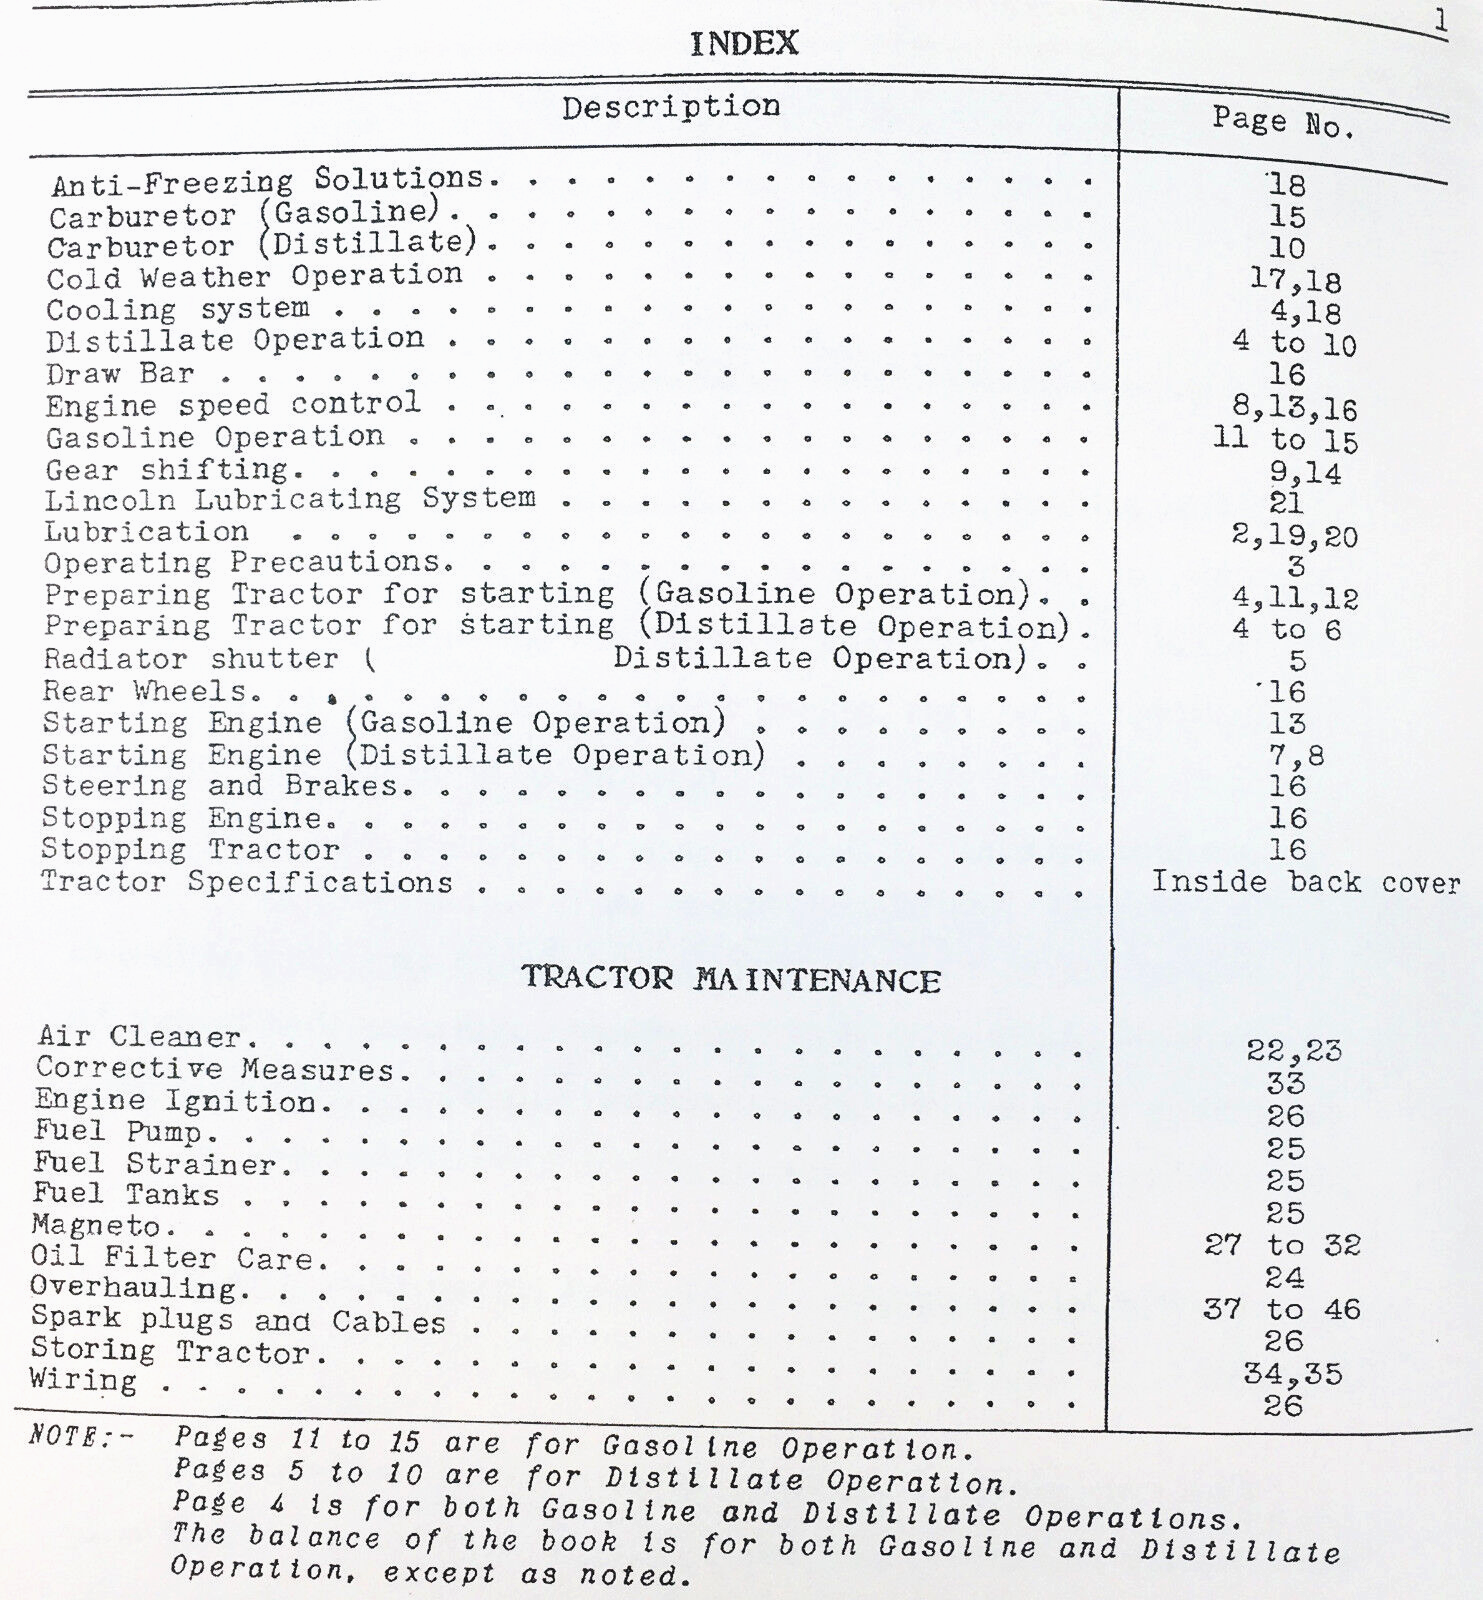 1
INDEX
Description Page No.
Anti-Freezing Solutions. . . . . . . . . . . . . . . . . 18
Carburetor (Gasoline). . . . . . . . . . . . . . . . . . 15
Carburetor (Distillate). . . . . . . . . . . . . . . . . 10
Cold Weather Operation . . . . . . . . . . . . . . . . . 17,18
Cooling system . . . . . . . . . . . . . . . . . . . . . 4,18
Distillate Operation . . . . . . . . . . . . . . . . . . 4 to 10
Draw Bar . . . . . . . . . . . . . . . . . . . . . . . . 16
Engine speed control . . . . . . . . . . . . . . . . . . 8,13,16
Gasoline Operation . . . . . . . . . . . . . . . . . . . 11 to 15
Gear shifting. . . . . . . . . . . . . . . . . . . . . . 9,14
Lincoln Lubricating System . . . . . . . . . . . . . . . 21
Lubrication . . . . . . . . . . . . . . . . . . . . . . 2,19,20
Operating Precautions. . . . . . . . . . . . . . . . . . 3
Preparing Tractor for starting (Gasoline Operation). . 4,11,12
Preparing Tractor for starting (Distillate Operation). 4 to 6
Radiator shutter ( Distillate Operation). . 5
Rear Wheels. . . . . . . . . . . . . . . . . . . . . . . 16
Starting Engine (Gasoline Operation) . . . . . . . . . 13
Starting Engine (Distillate Operation) . . . . . . . . 7,8
Steering and Brakes. . . . . . . . . . . . . . . . . . . 16
Stopping Engine. . . . . . . . . . . . . . . . . . . . . 16
Stopping Tractor . . . . . . . . . . . . . . . . . . . . 16
Tractor Specifications . . . . . . . . . . . . . . . . . Inside back cover
TRACTOR MAINTENANCE
Air Cleaner. . . . . . . . . . . . . . . . . . . . . . . 22,23
Corrective Measures. . . . . . . . . . . . . . . . . . . 33
Engine Ignition. . . . . . . . . . . . . . . . . . . . . 26
Fuel Pump. . . . . . . . . . . . . . . . . . . . . . . . 25
Fuel Strainer. . . . . . . . . . . . . . . . . . . . . . 25
Fuel Tanks . . . . . . . . . . . . . . . . . . . . . . . 25
Magneto. . . . . . . . . . . . . . . . . . . . . . . . . 27 to 32
Oil Filter Care. . . . . . . . . . . . . . . . . . . . . 24
Overhauling. . . . . . . . . . . . . . . . . . . . . . . 37 to 46
Spark plugs and Cables . . . . . . . . . . . . . . . . . 26
Storing Tractor. . . . . . . . . . . . . . . . . . . . . 34,35
Wiring . . . . . . . . . . . . . . . . . . . . . . . . . 26
NOTE:- Pages 11 to 15 are for Gasoline Operation.
Pages 5 to 10 are for Distillate Operation.
Page 4 is for both Gasoline and Distillate Operations.
The balance of the book is for both Gasoline and Distillate
Operation, except as noted.